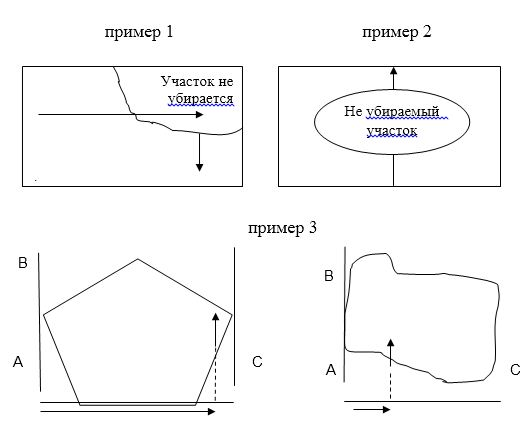 пример 1
пример 2
Участок не
убирается
Не убираемый
участок
пример 3
B
A
C
B
A
C